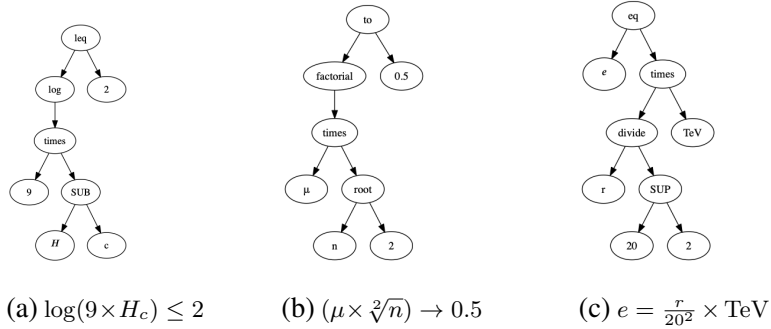 leq
log
2
times
9
SUB
H
c
(a) log(9×H_c) ≤ 2
to
factorial
0.5
times
μ
root
n
2
(b) (μ× ²√n) → 0.5
eq
e
times
divide
TeV
r
SUP
20
2
(c) e = r/20² × TeV